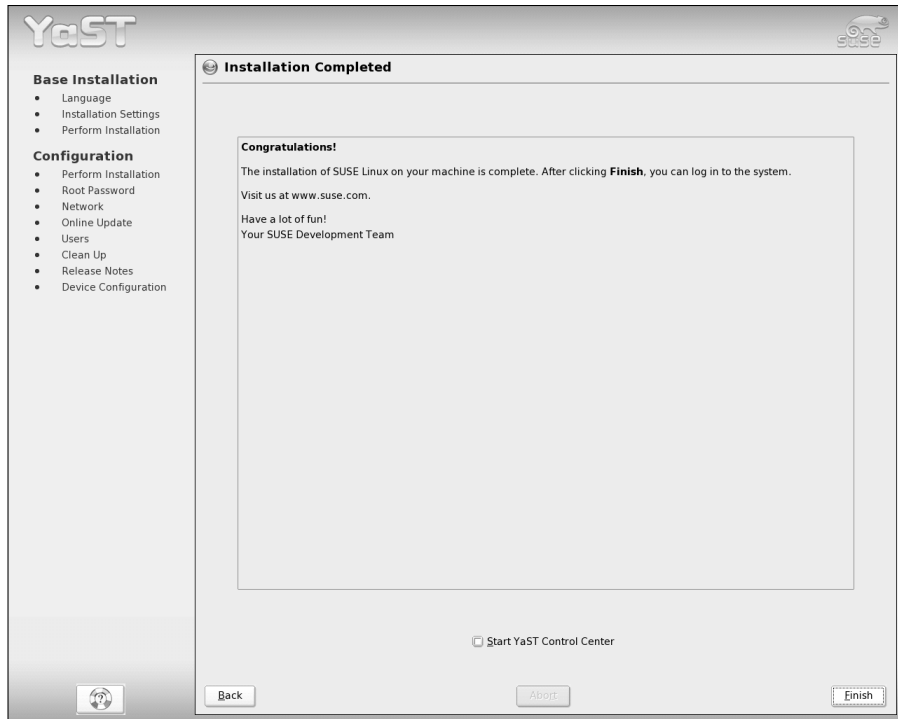 YaST
SUSE
Base Installation
• Language
• Installation Settings
• Perform Installation
Configuration
• Perform Installation
• Root Password
• Network
• Online Update
• Users
• Clean Up
• Release Notes
• Device Configuration
Installation Completed
Congratulations!
The installation of SUSE Linux on your machine is complete. After clicking Finish, you can log in to the system.
Visit us at www.suse.com.
Have a lot of fun!
Your SUSE Development Team
Start YaST Control Center
?
Back
Abort
Finish